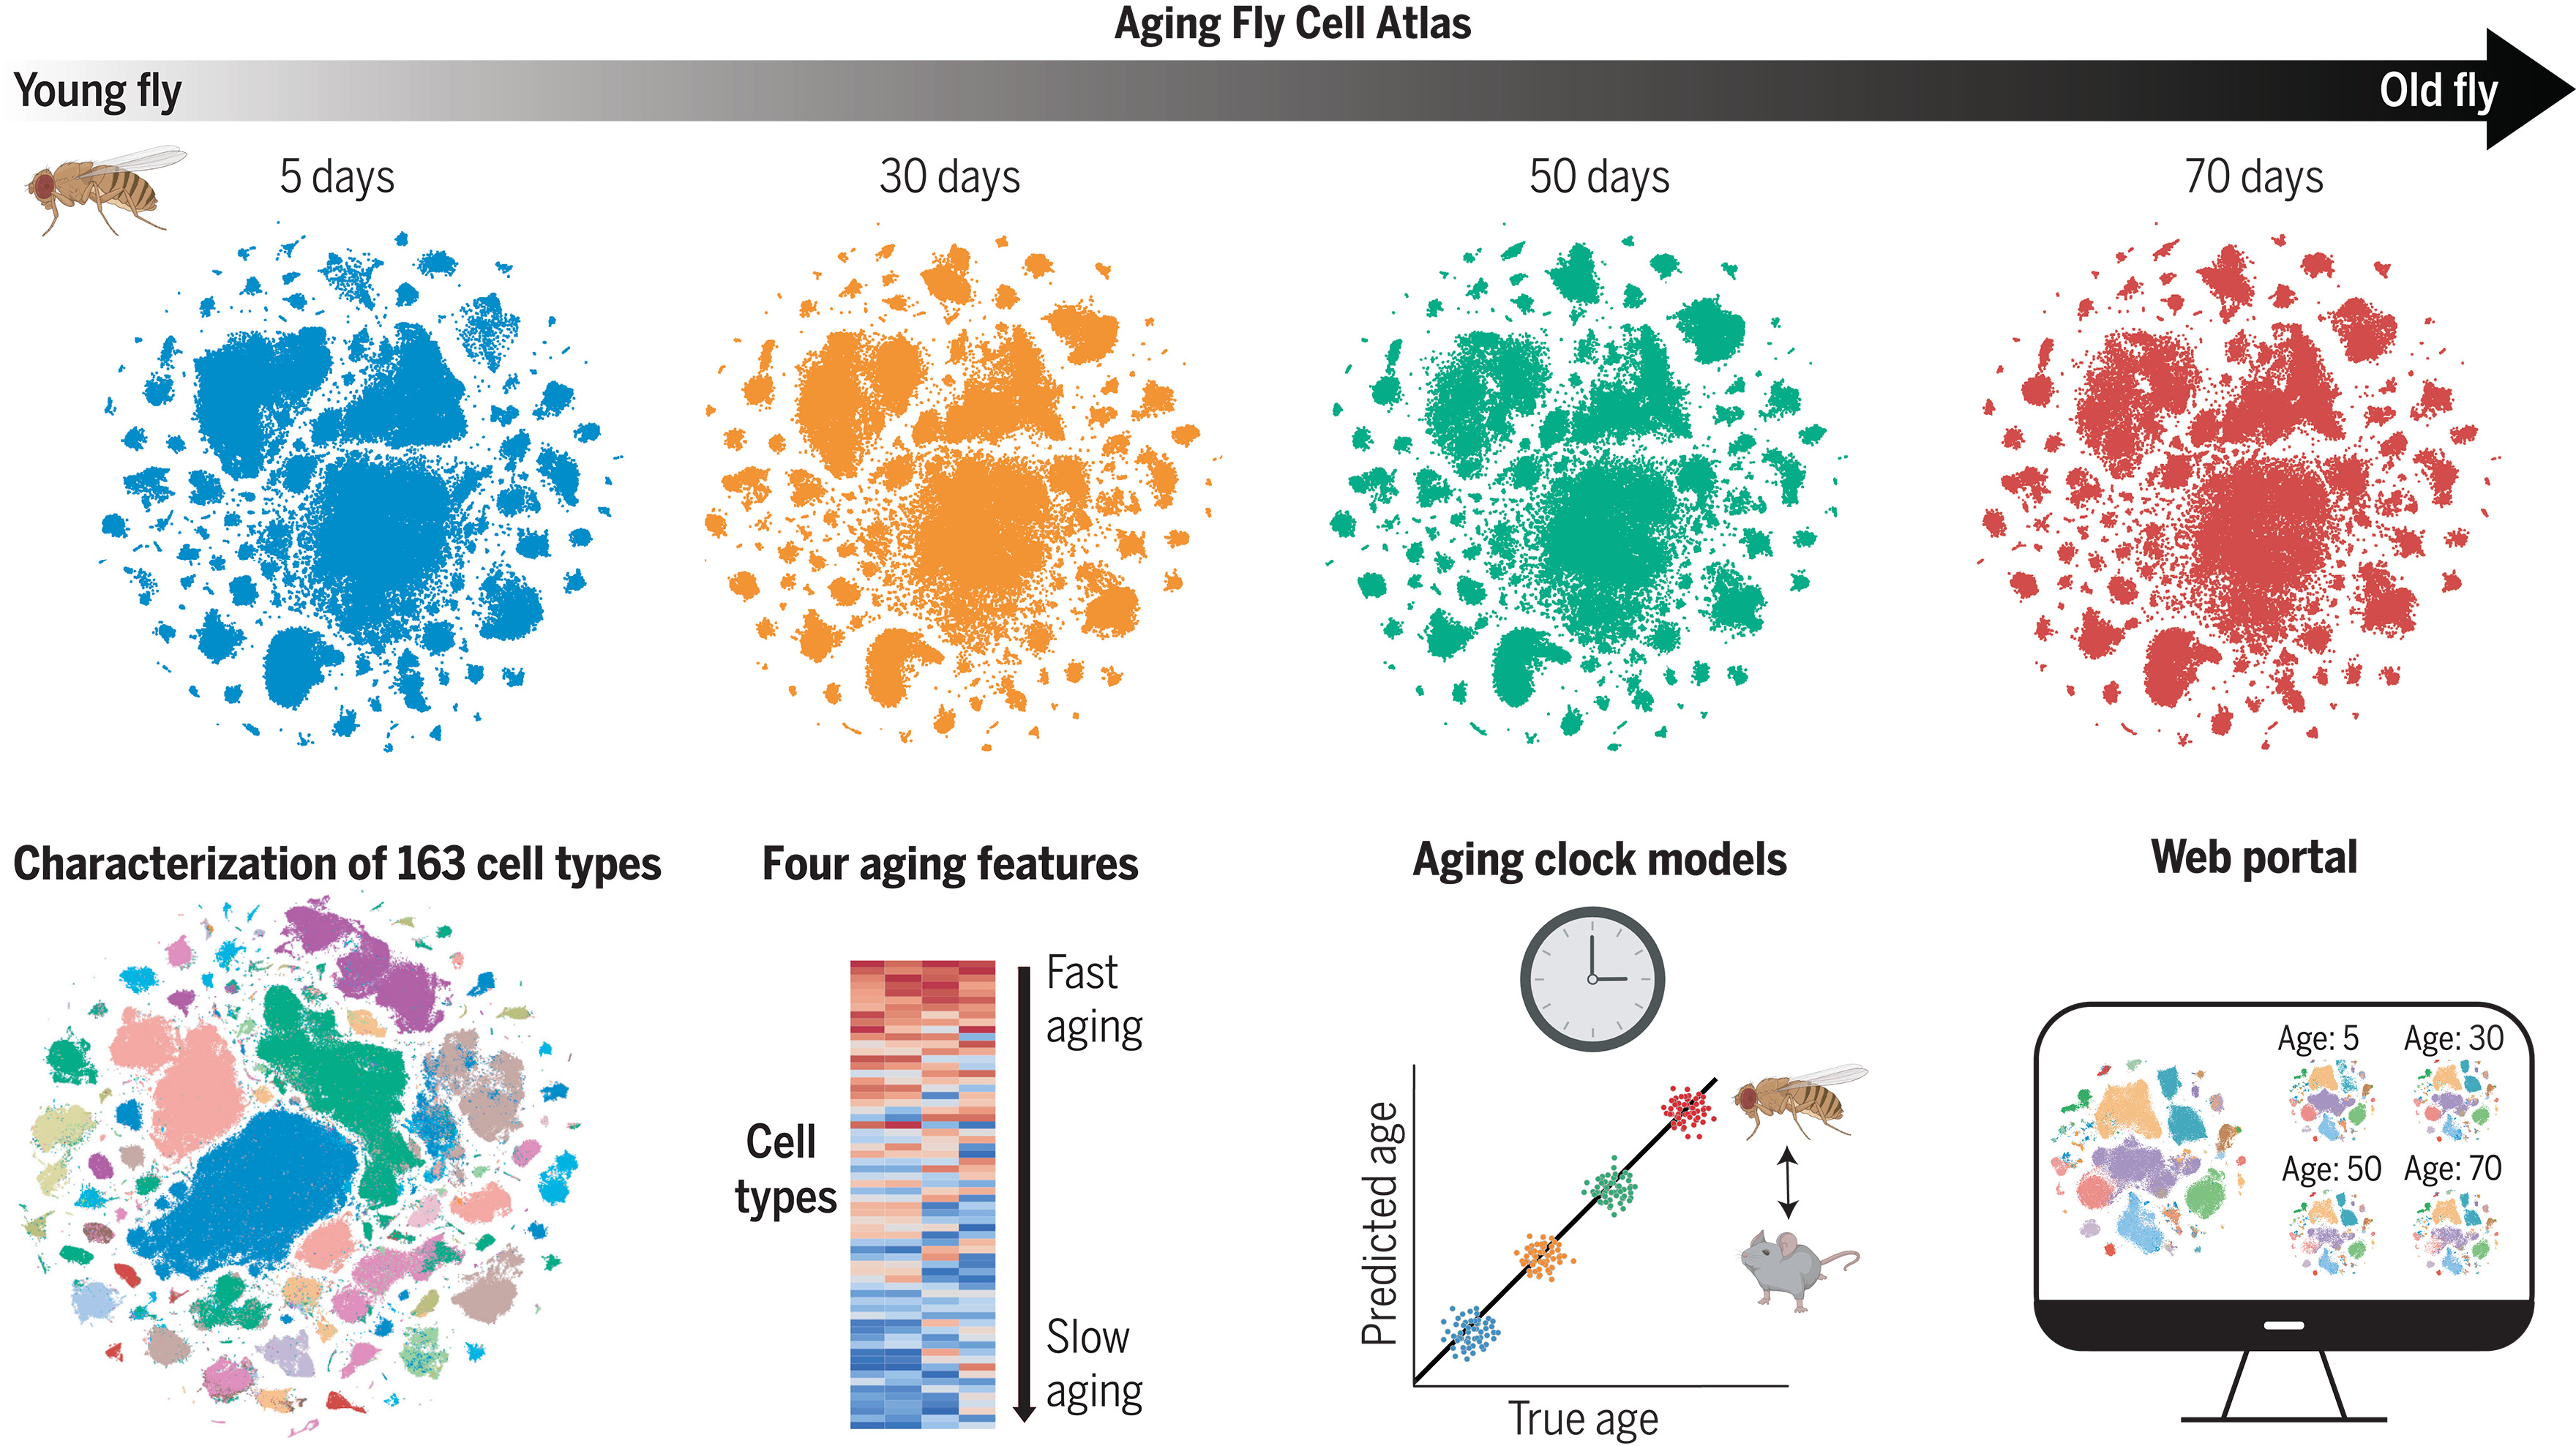 Aging Fly Cell Atlas
Young fly
Old fly
5 days
30 days
50 days
70 days
Characterization of 163 cell types
Four aging features
Aging clock models
Web portal
Cell
types
Fast
aging
Slow
aging
Predicted age
True age
Age: 5
Age: 30
Age: 50
Age: 70